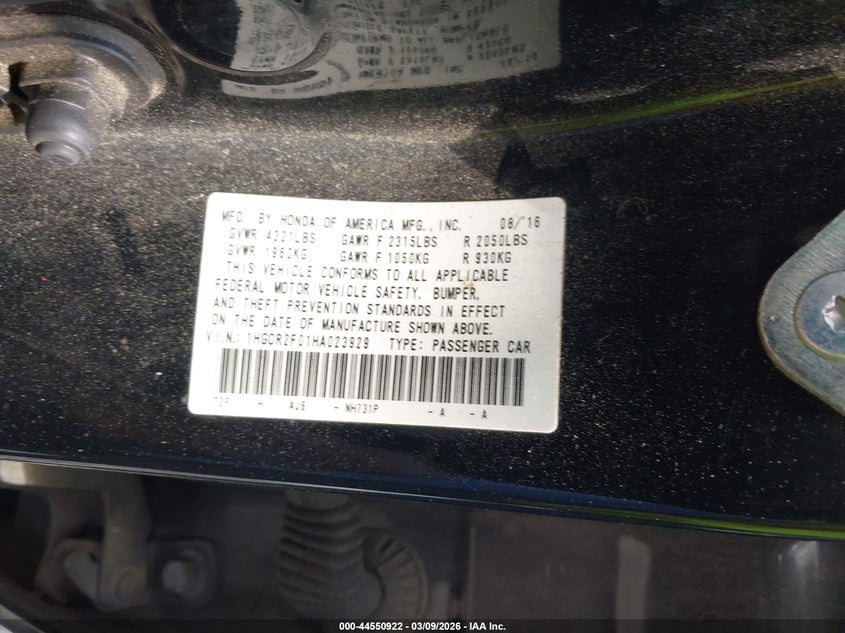 MFD. BY HONDA OF AMERICA MFG., INC. 08/'16
GVWR 4321LBS GAWR F 2315LBS R 2050LBS
GVWR 1960KG GAWR F 1050KG R 930KG
THIS VEHICLE CONFORMS TO ALL APPLICABLE
FEDERAL MOTOR VEHICLE SAFETY, BUMPER,
AND THEFT PREVENTION STANDARDS IN EFFECT
ON THE DATE OF MANUFACTURE SHOWN ABOVE.
V.I.N.: 1HGCR2F01HA023929 TYPE: PASSENGER CAR
- AJ6 - NH731P - A - A
000-44550922 - 03/09/2026 - IAA Inc.